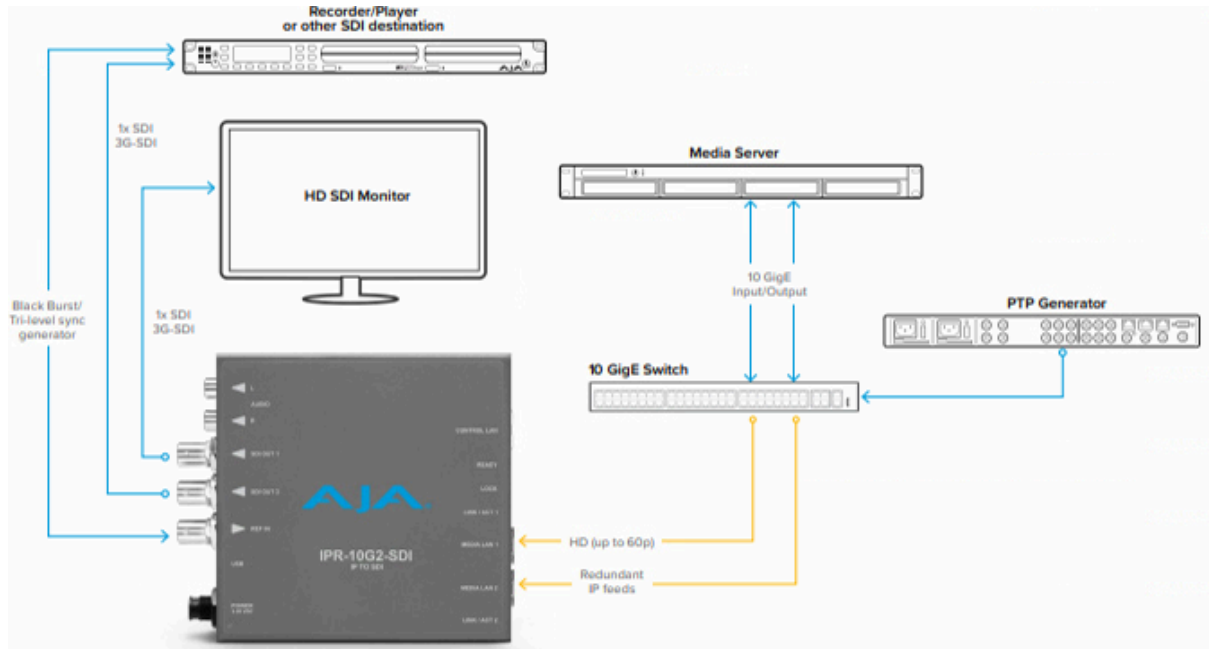 Recorder/Player
or other SDI destination
AJA
1x SDI
3G-SDI
HD SDI Monitor
Media Server
10 GigE
Input/Output
PTP Generator
Black Burst/
Tri-level sync
generator
1x SDI
3G-SDI
10 GigE Switch
L
AUDIO
R
CONTROL LAN
SDI OUT 1
READY
LOCK
SDI OUT 2
AJA
LINK / ACT 1
REF IN
MEDIA LAN 1
HD (up to 60p)
IPR-10G2-SDI
IP TO SDI
USB
MEDIA LAN 2
Redundant
IP feeds
POWER
LINK / ACT 2